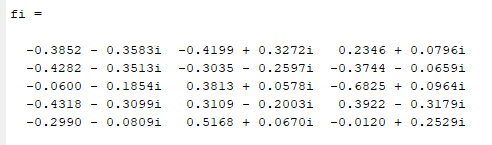 fi =
-0.3852 - 0.3583i -0.4199 + 0.3272i 0.2346 + 0.0796i
-0.4282 - 0.3513i -0.3035 - 0.2597i -0.3744 - 0.0659i
-0.0600 - 0.1854i 0.3813 + 0.0578i -0.6825 + 0.0964i
-0.4318 - 0.3099i 0.3109 - 0.2003i 0.3922 - 0.3179i
-0.2990 - 0.0809i 0.5168 + 0.0670i -0.0120 + 0.2529i